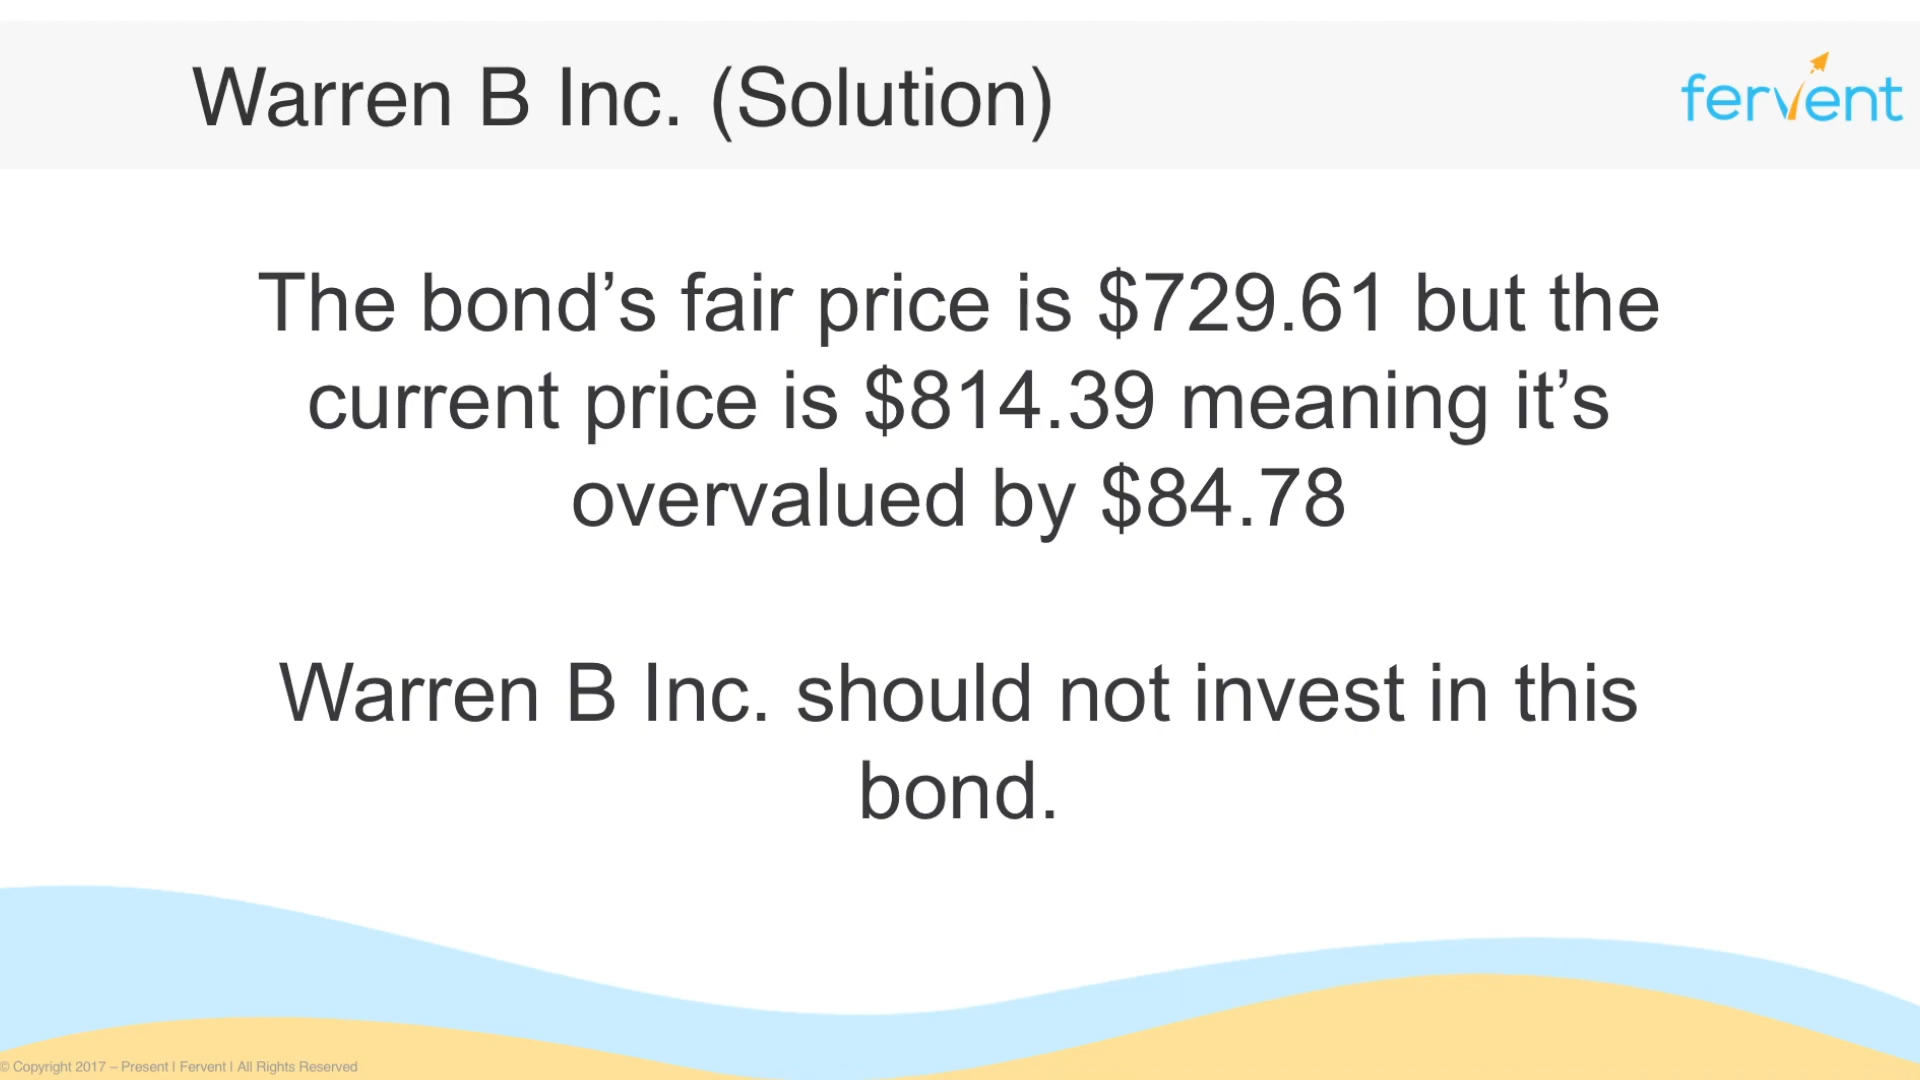 Warren B Inc. (Solution)
fervent
The bond’s fair price is $729.61 but the
current price is $814.39 meaning it’s
overvalued by $84.78
Warren B Inc. should not invest in this
bond.
© Copyright 2017 – Present | Fervent | All Rights Reserved